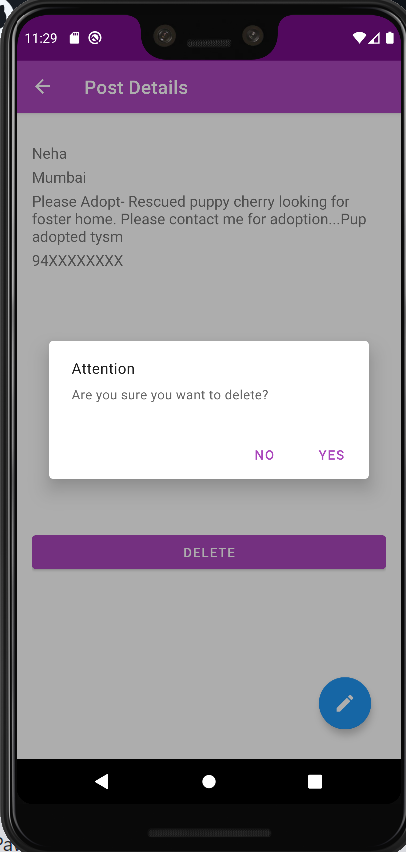 11:29
Post Details
Neha
Mumbai
Please Adopt- Rescued puppy cherry looking for
foster home. Please contact me for adoption...Pup
adopted tysm
94XXXXXXXX
Attention
Are you sure you want to delete?
NO YES
DELETE